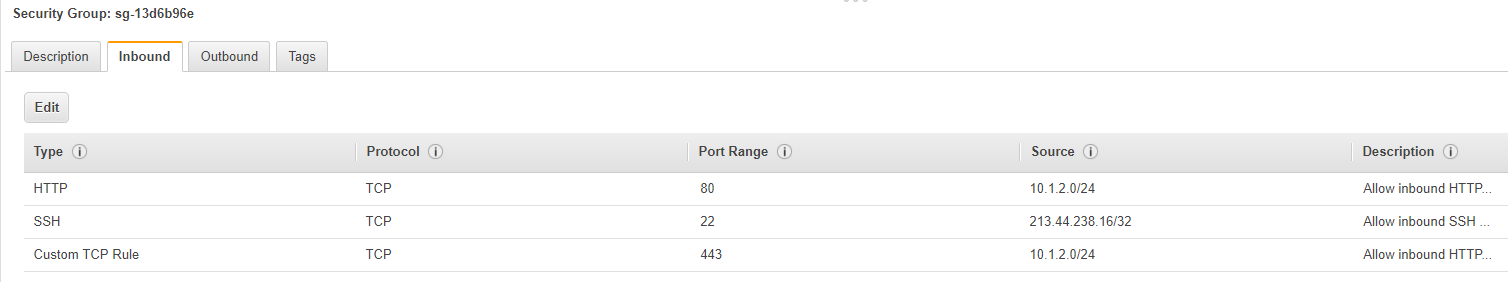 Security Group: sg-13d6b96e
Description Inbound Outbound Tags
Edit
Type Protocol Port Range Source Description
HTTP TCP 80 10.1.2.0/24 Allow inbound HTTP...
SSH TCP 22 213.44.238.16/32 Allow inbound SSH ...
Custom TCP Rule TCP 443 10.1.2.0/24 Allow inbound HTTP...